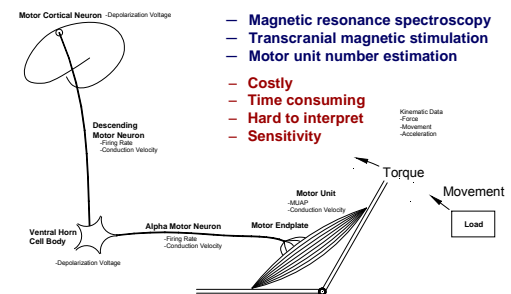 Motor Cortical Neuron -Depolarization Voltage
– Magnetic resonance spectroscopy
– Transcranial magnetic stimulation
– Motor unit number estimation
– Costly
– Time consuming
– Hard to interpret
– Sensitivity
Kinematic Data
-Force
-Movement
-Acceleration
Descending
Motor Neuron
-Firing Rate
-Conduction Velocity
Torque
Movement
Load
Motor Unit
-MUAP
-Conduction Velocity
Ventral Horn
Cell Body
Alpha Motor Neuron
-Firing Rate
-Conduction Velocity
Motor Endplate
-Depolarization Voltage